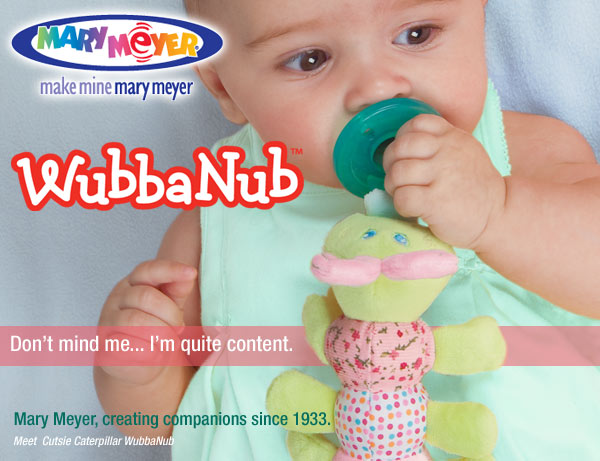 MARY MEYER
make mine mary meyer
WubbaNub™
Don't mind me... I'm quite content.
Mary Meyer, creating companions since 1933.
Meet Cutsie Caterpillar WubbaNub